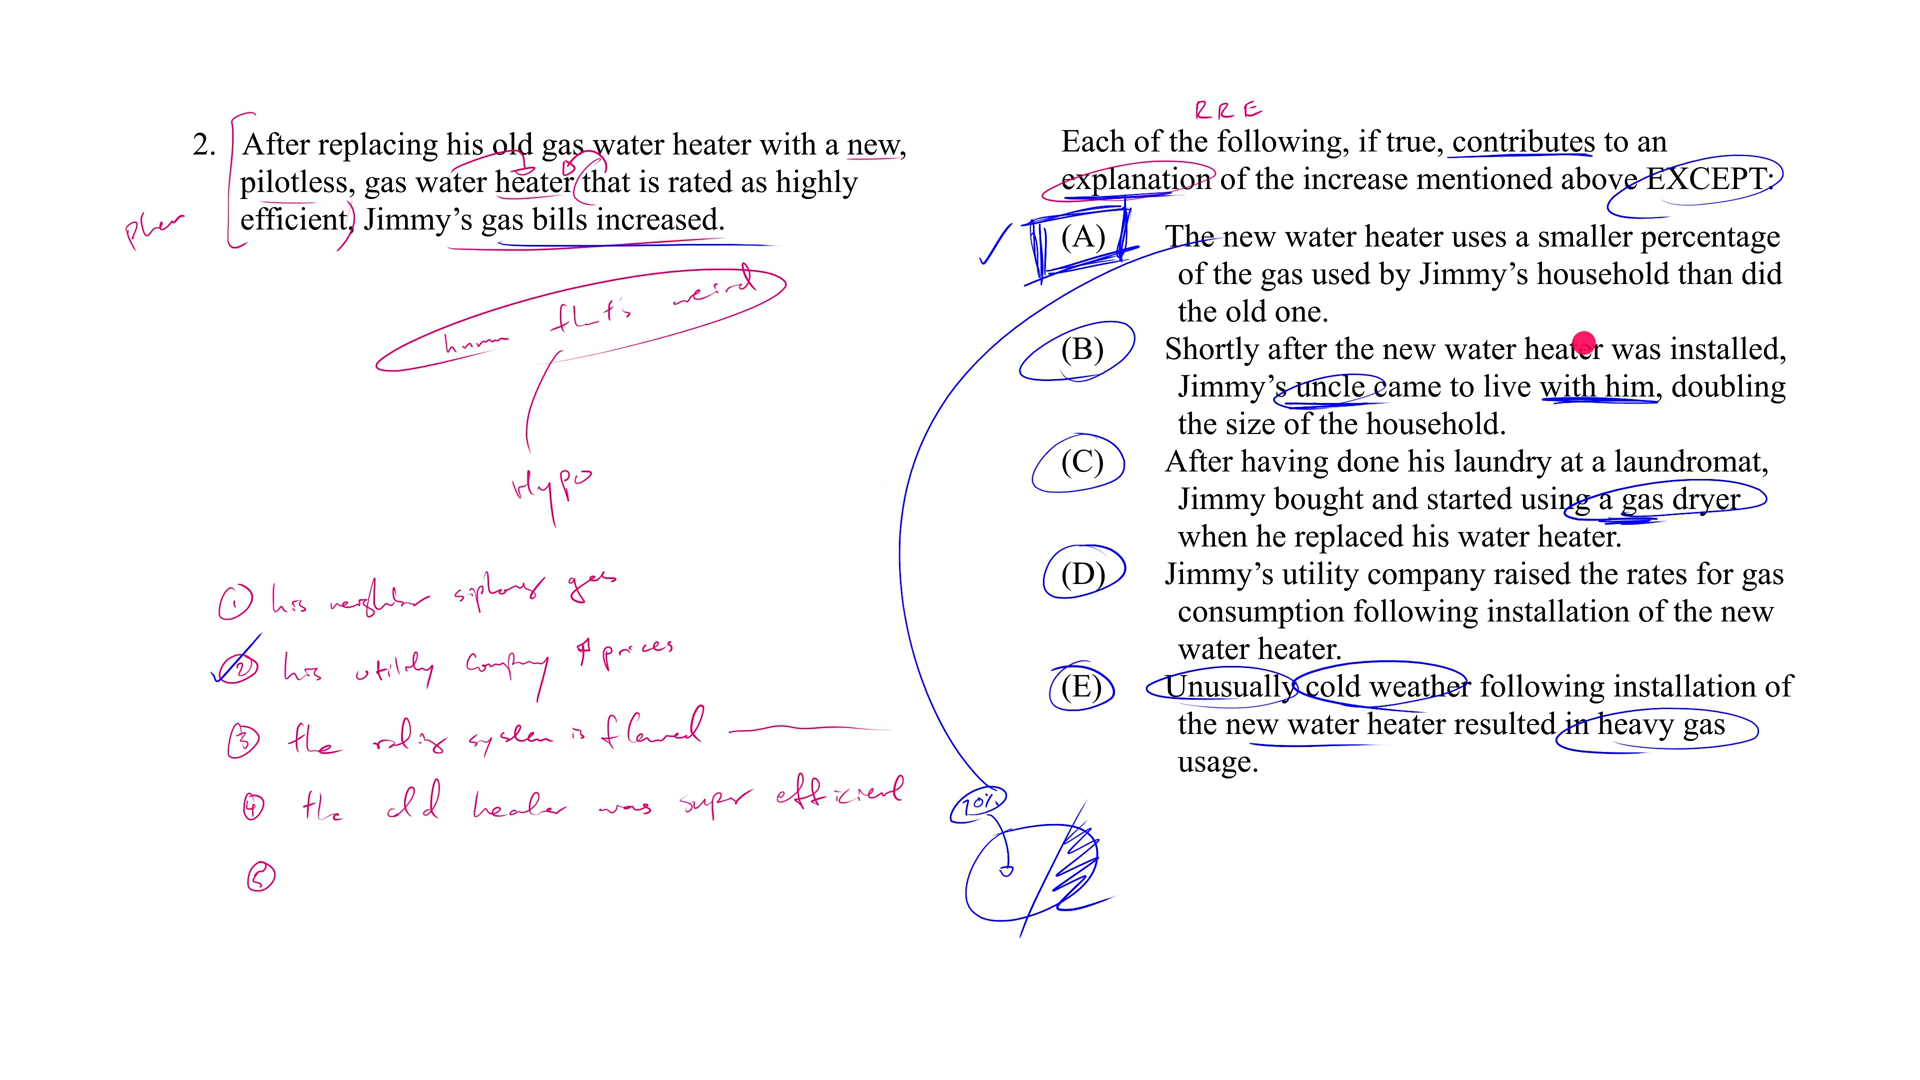 2. After replacing his old gas water heater with a new,
pilotless, gas water heater that is rated as highly
efficient, Jimmy's gas bills increased.
phen
hmm that's weird
Hypo
① his neighbor siphons gas
② his utility company ↑ prices
③ the rating system is flawed
④ the old heater was super efficient
⑤
RRE
Each of the following, if true, contributes to an
explanation of the increase mentioned above EXCEPT:
(A) The new water heater uses a smaller percentage
of the gas used by Jimmy's household than did
the old one.
(B) Shortly after the new water heater was installed,
Jimmy's uncle came to live with him, doubling
the size of the household.
(C) After having done his laundry at a laundromat,
Jimmy bought and started using a gas dryer
when he replaced his water heater.
(D) Jimmy's utility company raised the rates for gas
consumption following installation of the new
water heater.
(E) Unusually cold weather following installation of
the new water heater resulted in heavy gas
usage.
70%